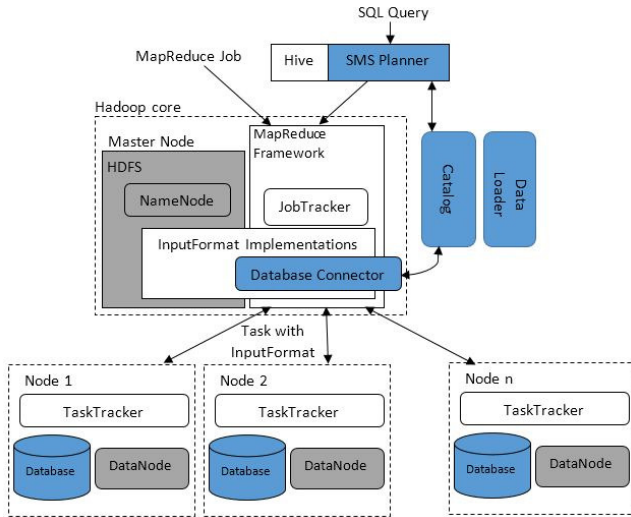 SQL Query
MapReduce Job
Hive
SMS Planner
Hadoop core
Master Node
MapReduce
Framework
HDFS
NameNode
JobTracker
Catalog
Data
Loader
InputFormat Implementations
Database Connector
Task with
InputFormat
Node 1
TaskTracker
Database
DataNode
Node 2
TaskTracker
Database
DataNode
Node n
TaskTracker
Database
DataNode